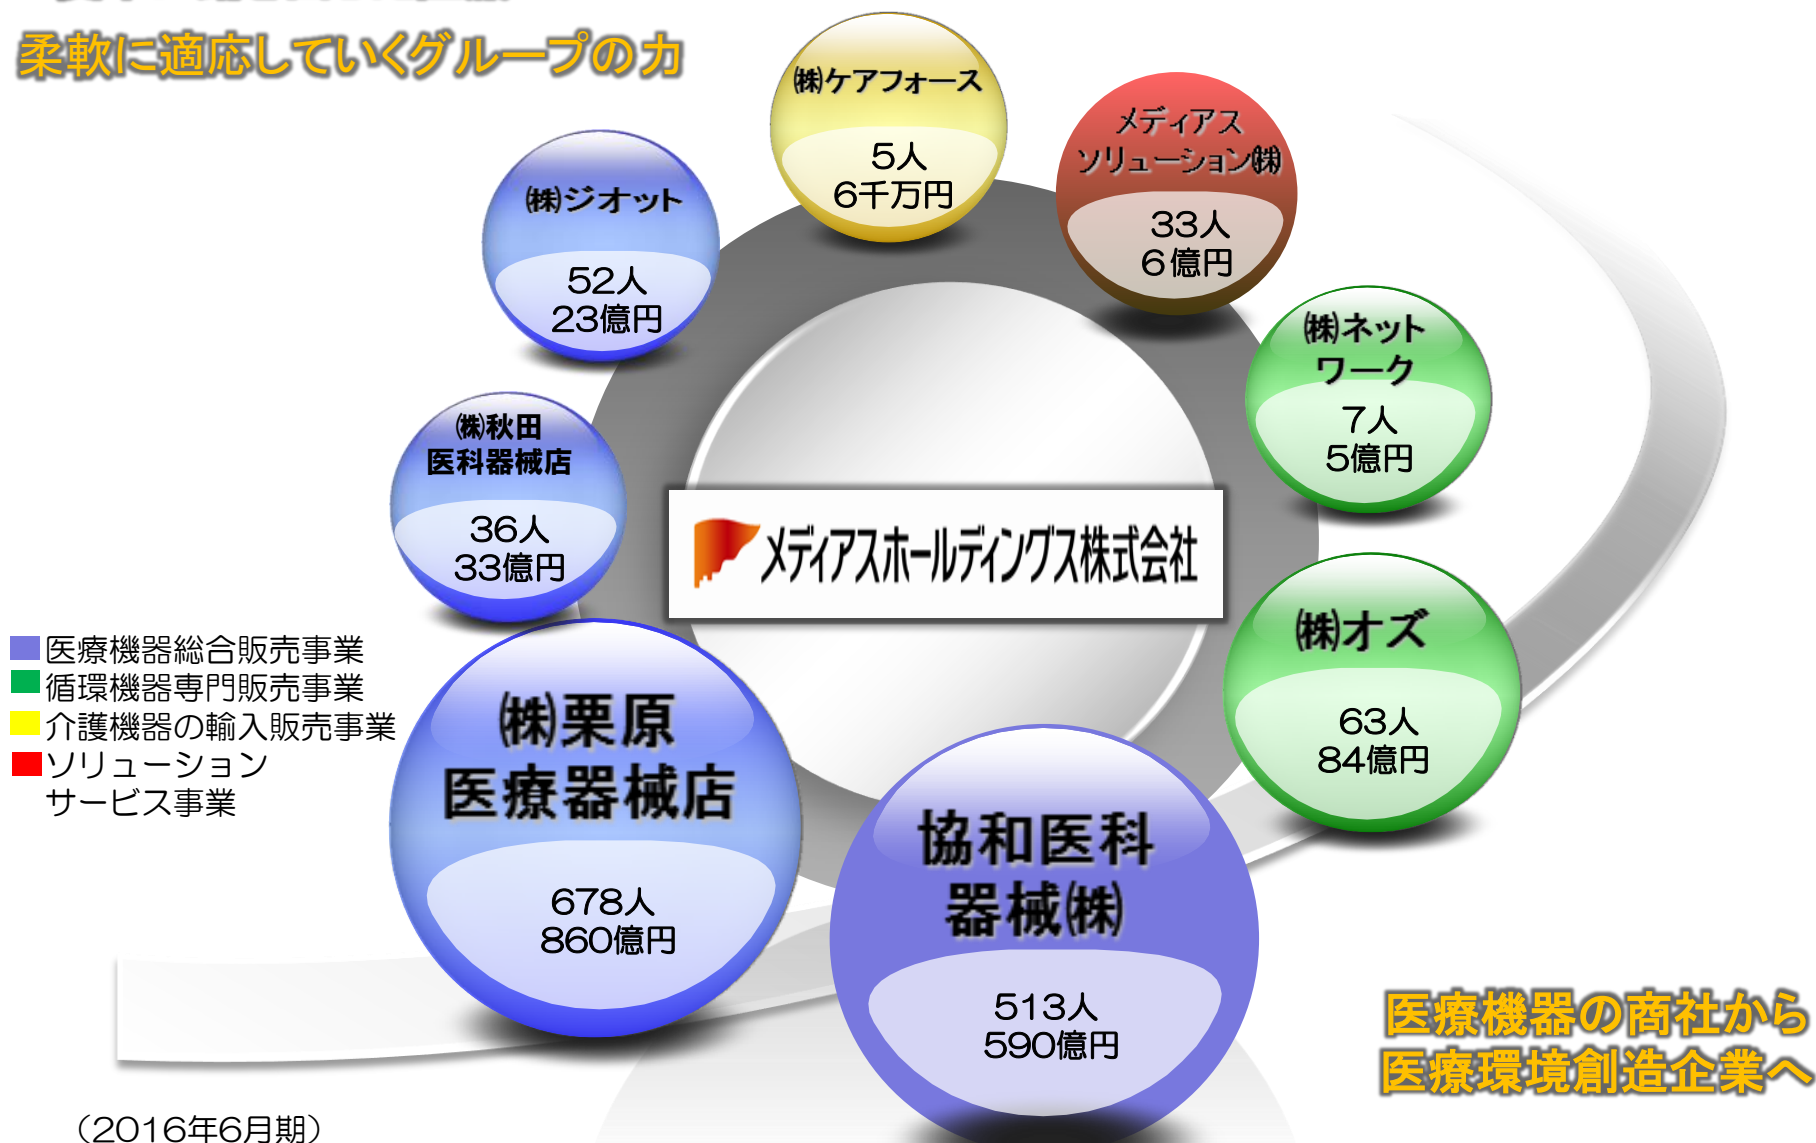 柔軟に適応していくグループの力
㈱ケアフォース
5人
6千万円
メディアス
ソリューション㈱
33人
6億円
㈱ジオット
52人
23億円
㈱ネット
ワーク
7人
5億円
㈱秋田
医科器械店
36人
33億円
メディアスホールディングス株式会社
㈱オズ
63人
84億円
医療機器総合販売事業
循環機器専門販売事業
介護機器の輸入販売事業
ソリューション
サービス事業
㈱栗原
医療器械店
678人
860億円
協和医科
器械㈱
513人
590億円
医療機器の商社から
医療環境創造企業へ
（2016年6月期）